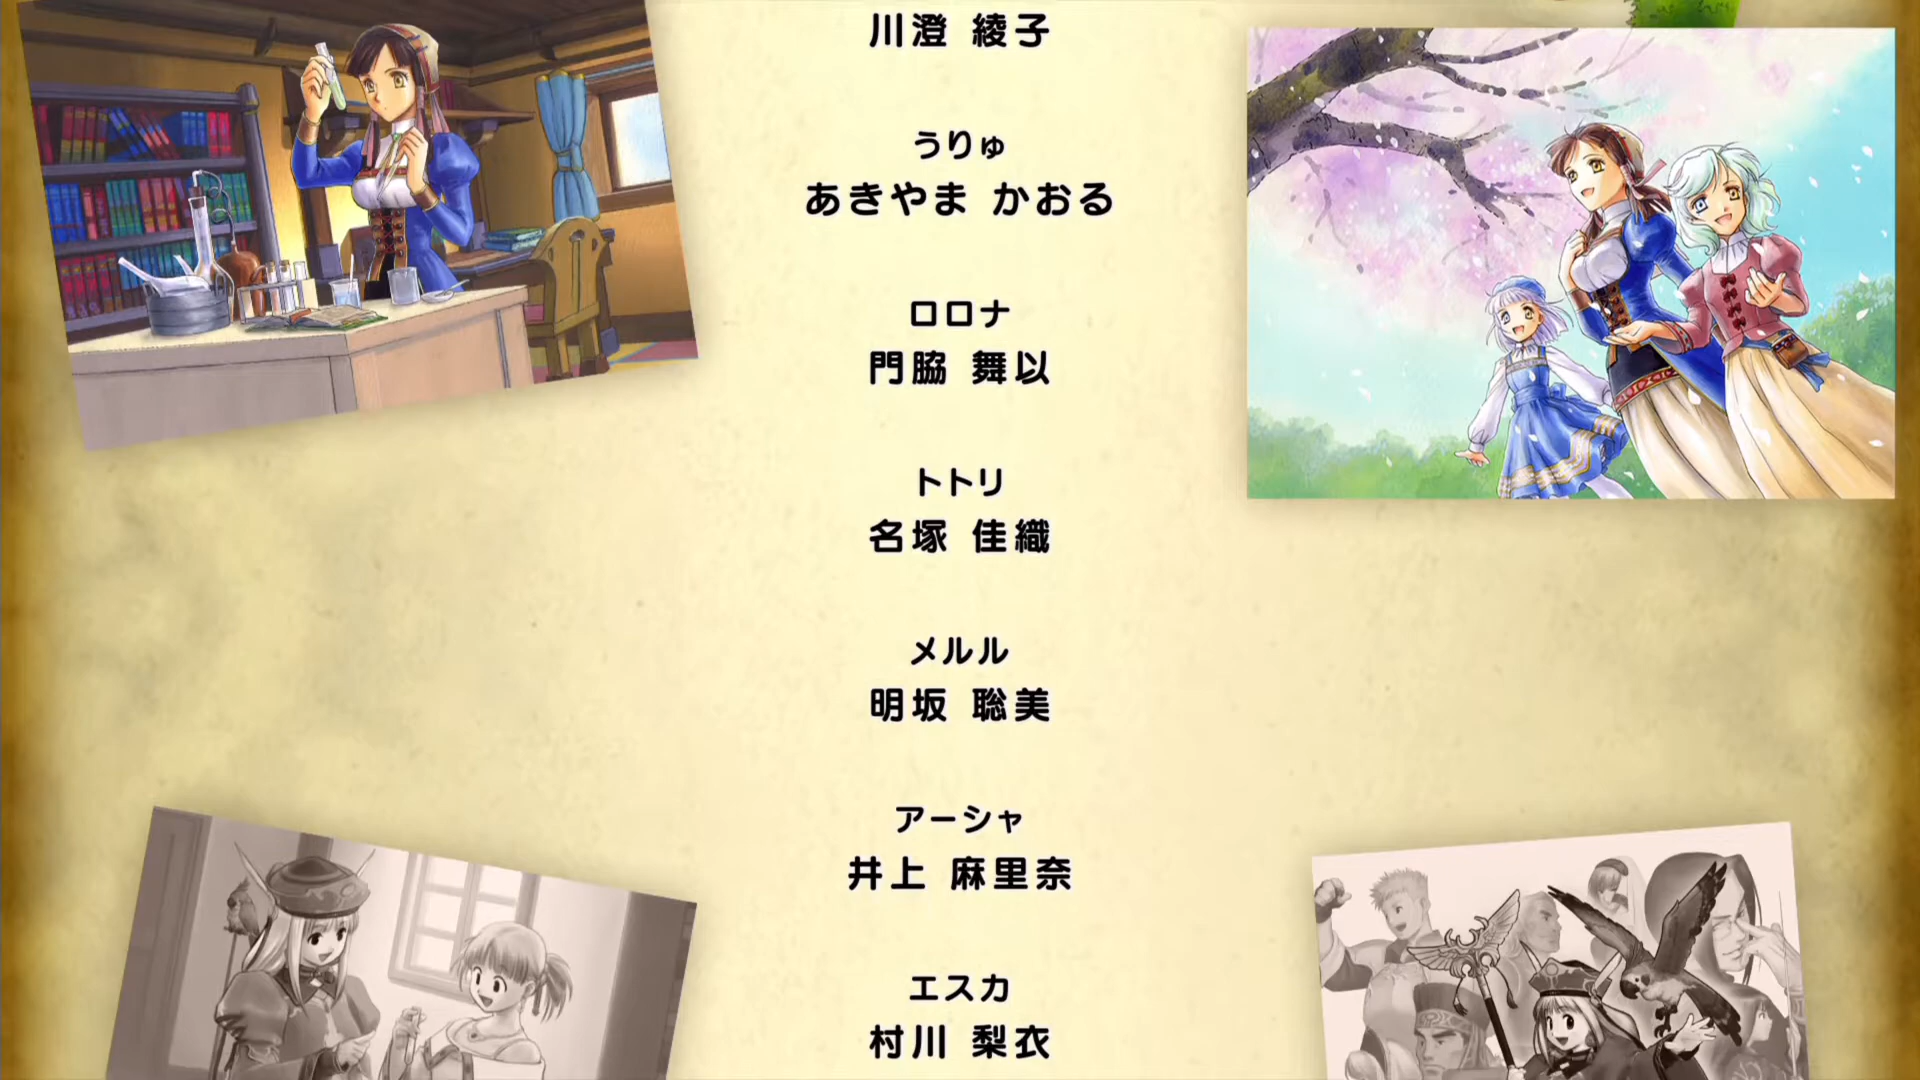 川澄 綾子
うりゅ
あきやま かおる
ロロナ
門脇 舞以
トトリ
名塚 佳織
メルル
明坂 聡美
アーシャ
井上 麻里奈
エスカ
村川 梨衣